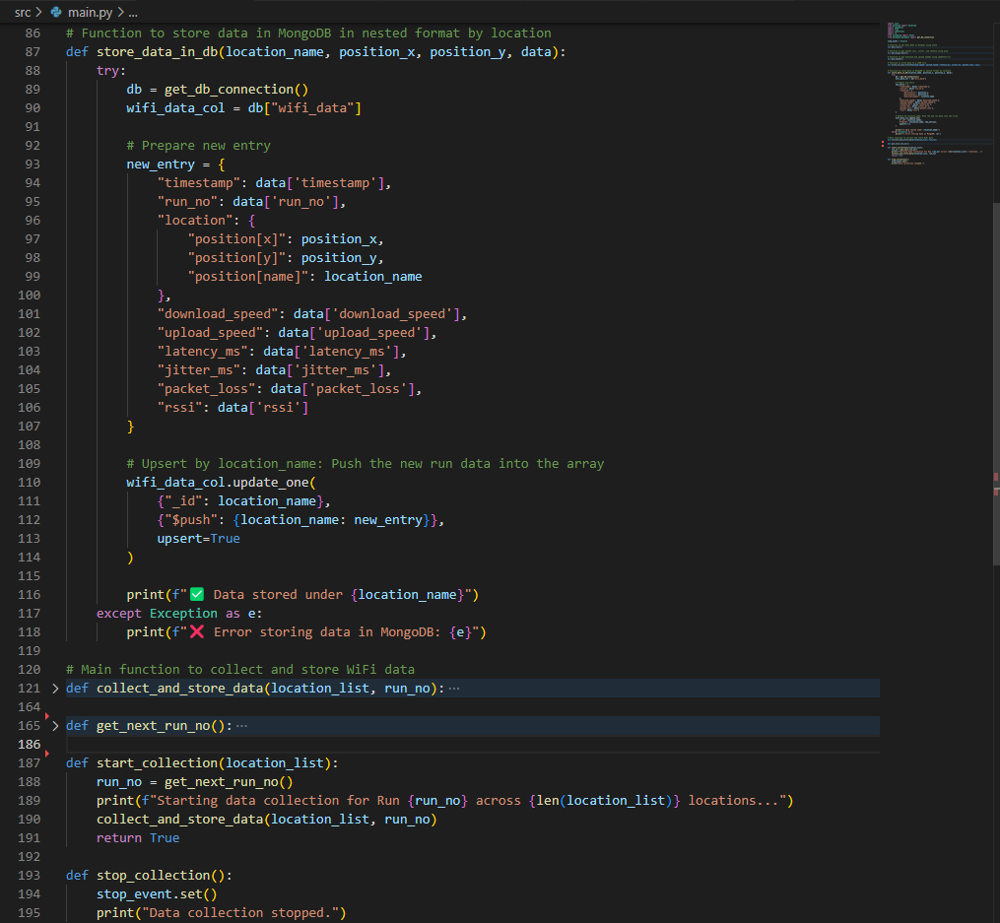 src > main.py > ...
86 # Function to store data in MongoDB in nested format by location
87 def store_data_in_db(location_name, position_x, position_y, data):
88     try:
89         db = get_db_connection()
90         wifi_data_col = db["wifi_data"]
91
92         # Prepare new entry
93         new_entry = {
94             "timestamp": data['timestamp'],
95             "run_no": data['run_no'],
96             "location": {
97                 "position[x]": position_x,
98                 "position[y]": position_y,
99                 "position[name]": location_name
100             },
101             "download_speed": data['download_speed'],
102             "upload_speed": data['upload_speed'],
103             "latency_ms": data['latency_ms'],
104             "jitter_ms": data['jitter_ms'],
105             "packet_loss": data['packet_loss'],
106             "rssi": data['rssi']
107         }
108
109         # Upsert by location_name: Push the new run data into the array
110         wifi_data_col.update_one(
111             {"_id": location_name},
112             {"$push": {location_name: new_entry}},
113             upsert=True
114         )
115
116         print(f"✅ Data stored under {location_name}")
117     except Exception as e:
118         print(f"❌ Error storing data in MongoDB: {e}")
119
120 # Main function to collect and store WiFi data
121 > def collect_and_store_data(location_list, run_no): ···
164
165 > def get_next_run_no(): ···
186
187 def start_collection(location_list):
188     run_no = get_next_run_no()
189     print(f"Starting data collection for Run {run_no} across {len(location_list)} locations...")
190     collect_and_store_data(location_list, run_no)
191     return True
192
193 def stop_collection():
194     stop_event.set()
195     print("Data collection stopped.")